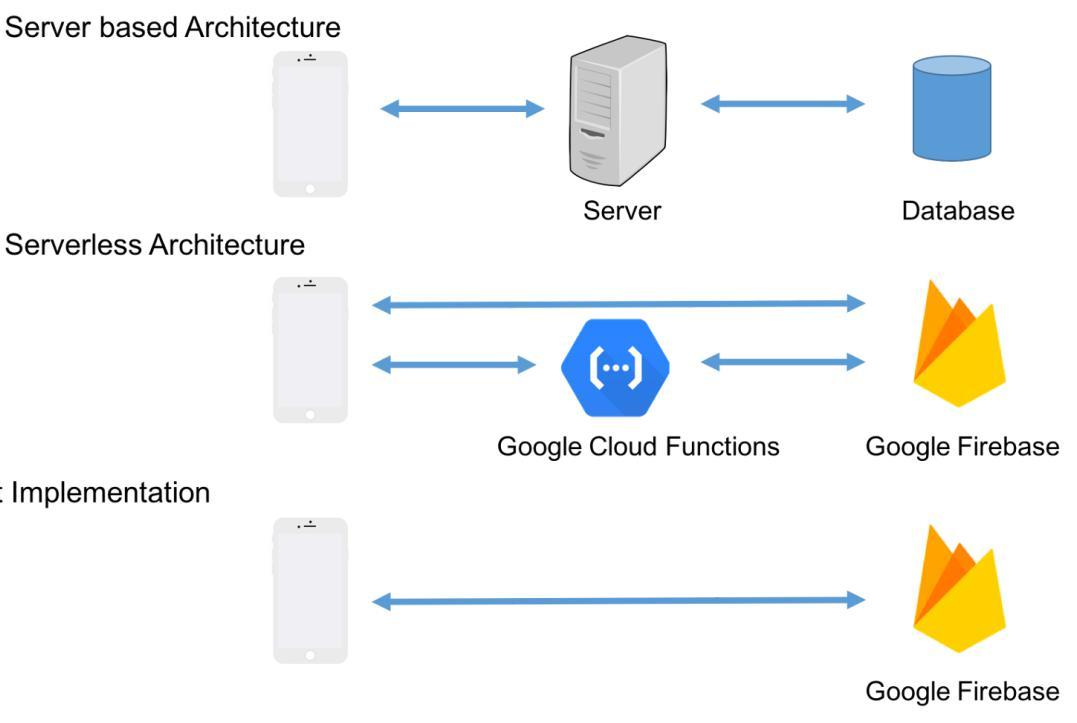 Server based Architecture
Server
Database
Serverless Architecture
Google Cloud Functions
Google Firebase
t Implementation
Google Firebase